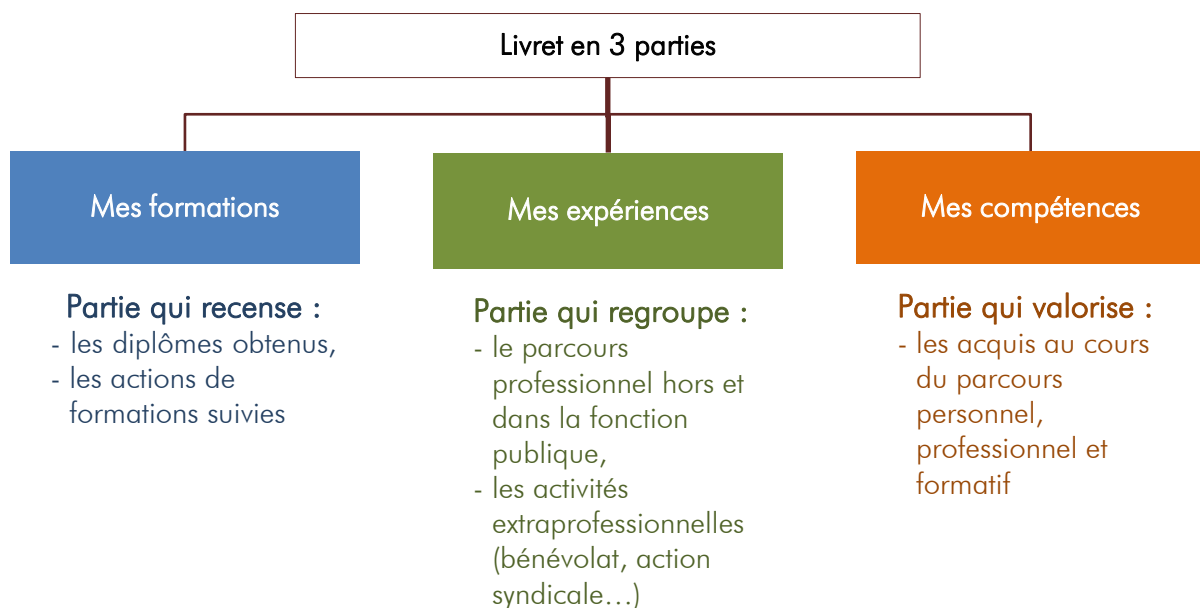 Livret en 3 parties
Mes formations
Partie qui recense :
- les diplômes obtenus,
- les actions de
formations suivies
Mes expériences
Partie qui regroupe :
- le parcours
professionnel hors et
dans la fonction
publique,
- les activités
extraprofessionnelles
(bénévolat, action
syndicale…)
Mes compétences
Partie qui valorise :
- les acquis au cours
du parcours
personnel,
professionnel et
formatif